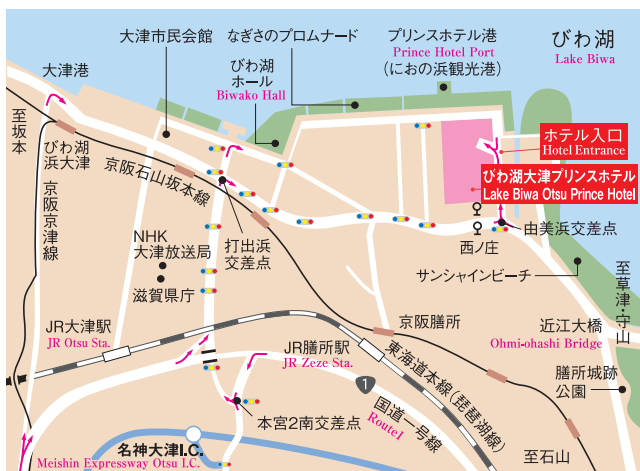 大津市民会館
なぎさのプロムナード
プリンスホテル港
Prince Hotel Port
(におの浜観光港)
びわ湖
Lake Biwa
大津港
びわ湖
ホール
Biwako Hall
至坂本
びわ湖
浜大津
京阪石山坂本線
京阪京津線
ホテル入口
Hotel Entrance
びわ湖大津プリンスホテル
Lake Biwa Otsu Prince Hotel
NHK
大津放送局
滋賀県庁
打出浜
交差点
西ノ庄
由美浜交差点
サンシャインビーチ
至草津・守山
JR大津駅
JR Otsu Sta.
JR膳所駅
JR Zeze Sta.
京阪膳所
東海道本線(琵琶湖線)
近江大橋
Ohmi-ohashi Bridge
膳所城跡
公園
1
国道一号線
Route1
本宮2南交差点
名神大津I.C.
Meishin Expressway Otsu I.C.
至石山